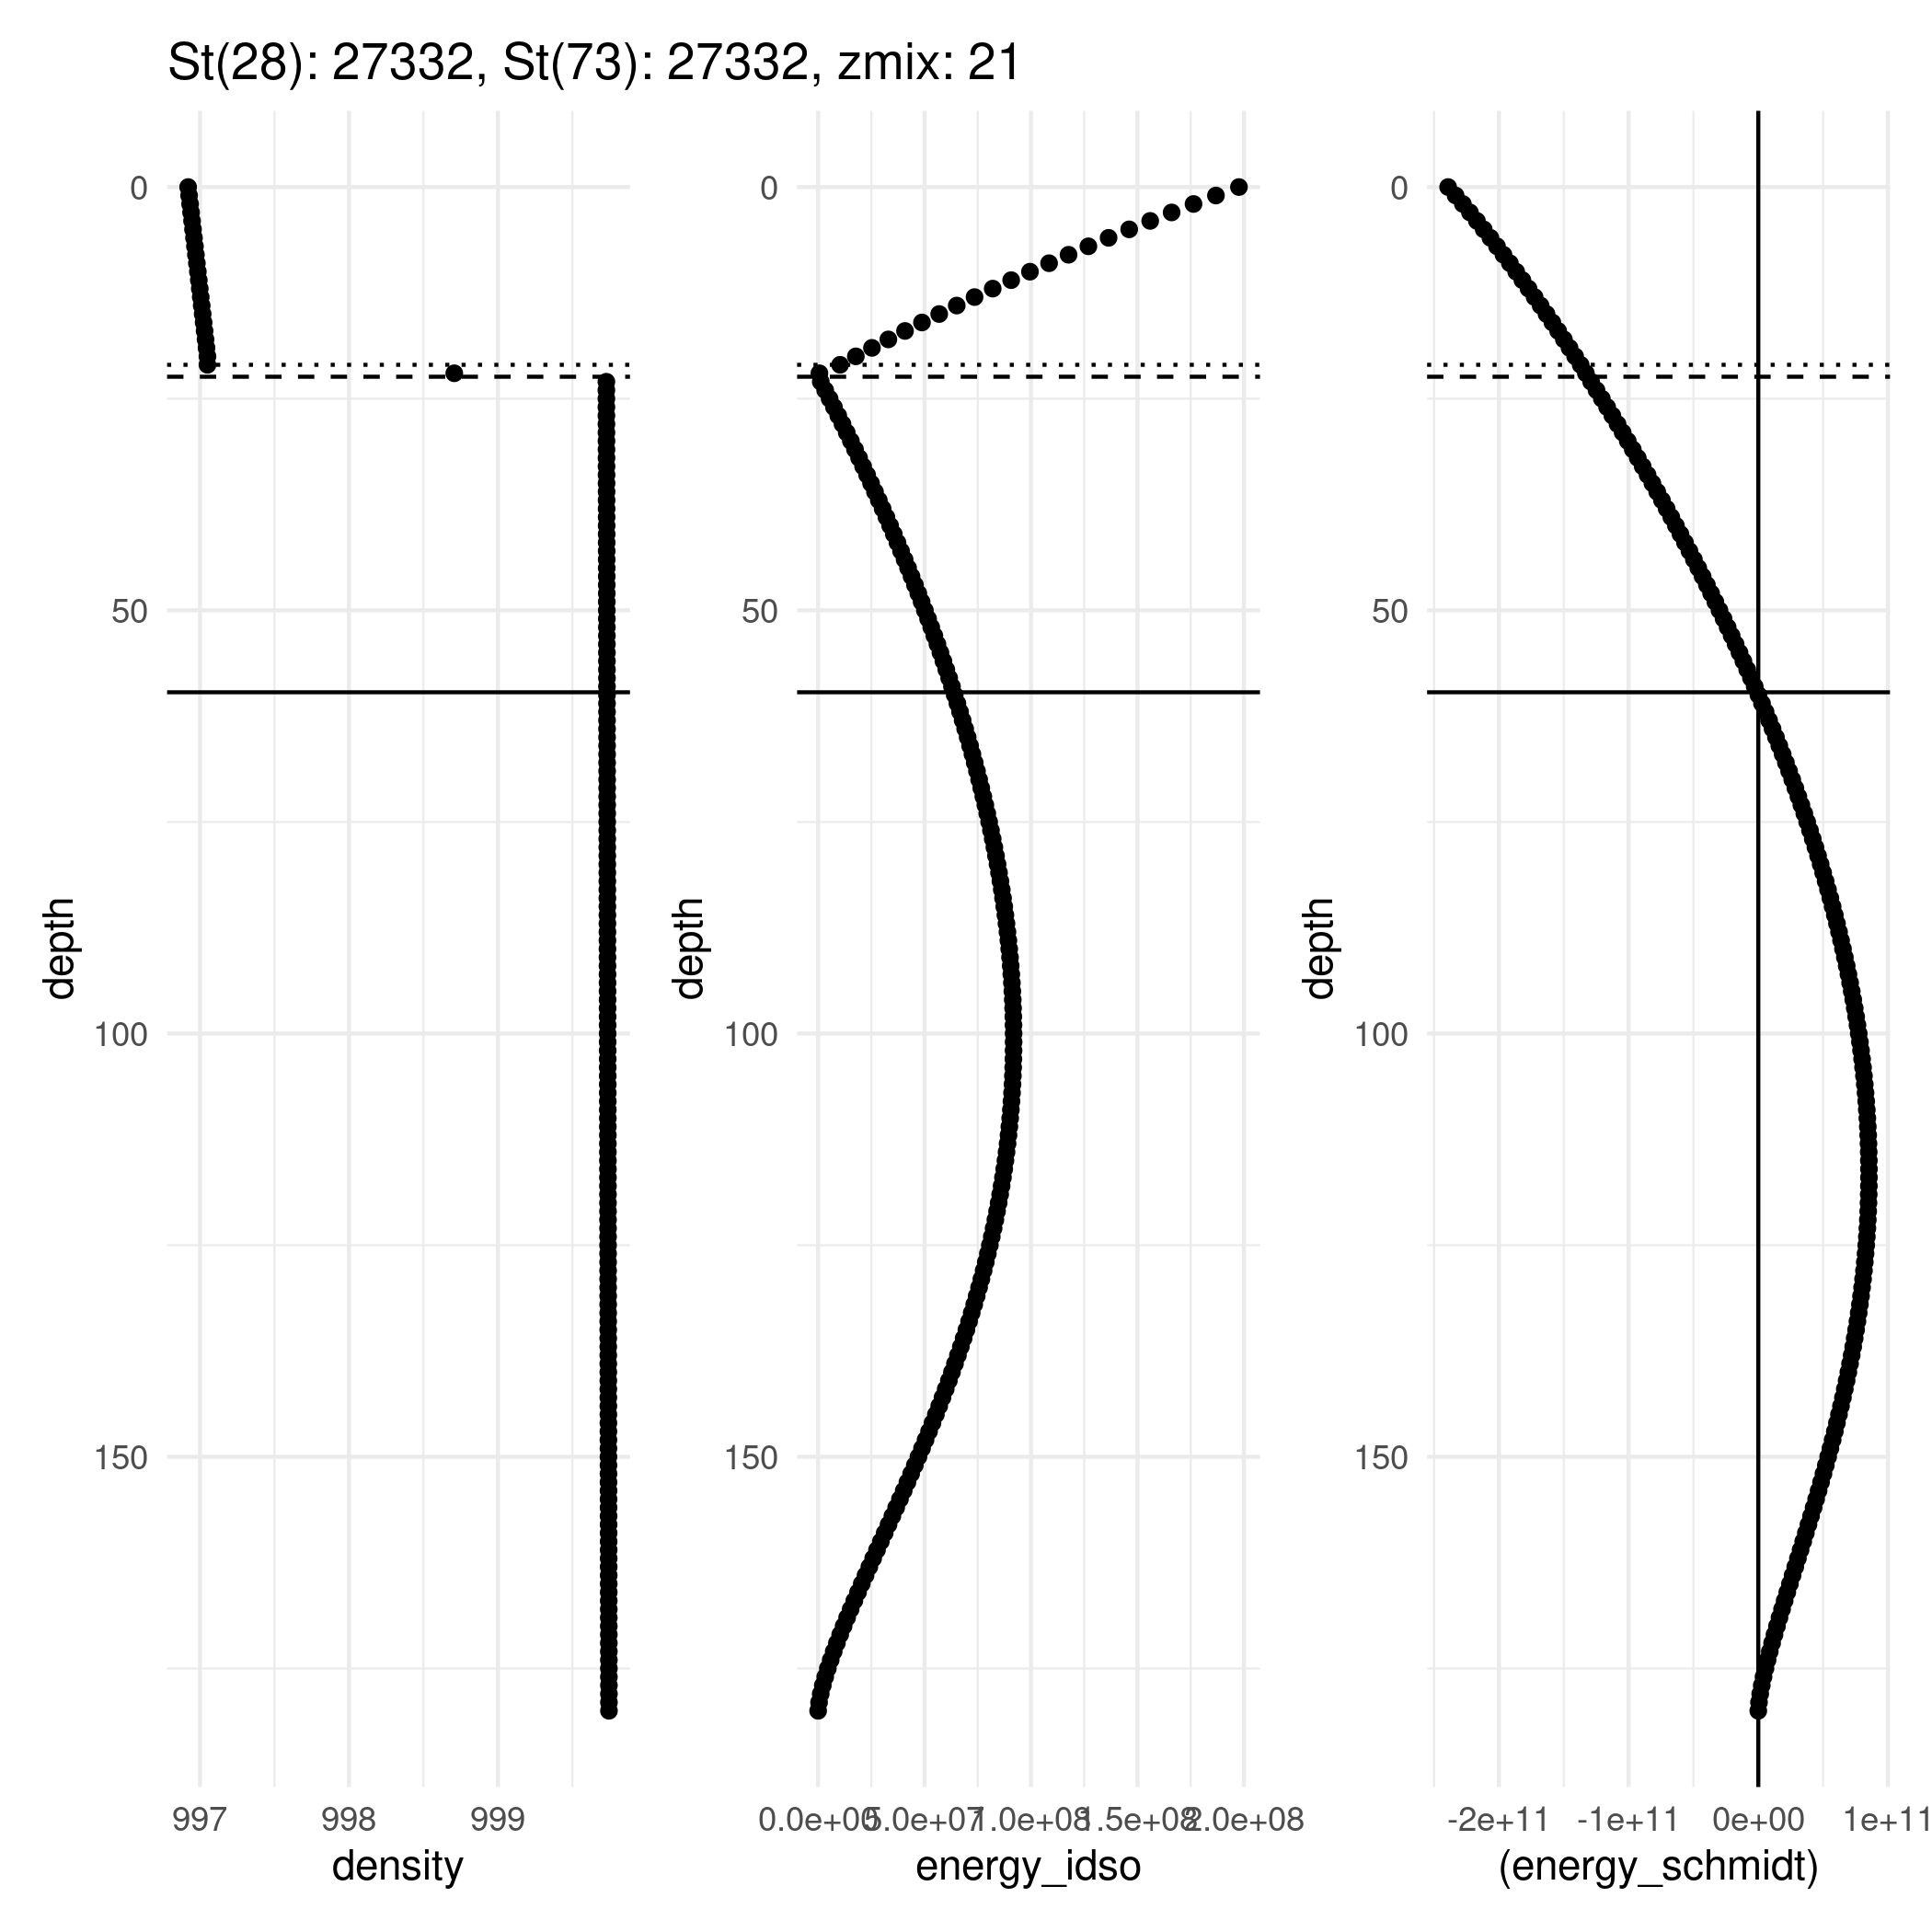 St(28): 27332, St(73): 27332, zmix: 21
0
50
100
150
depth
997 998 999
density
0
50
100
150
depth
0.0e+00 5.0e+07 1.0e+08 1.5e+08 2.0e+08
energy_idso
0
50
100
150
depth
-2e+11 -1e+11 0e+00 1e+11
(energy_schmidt)